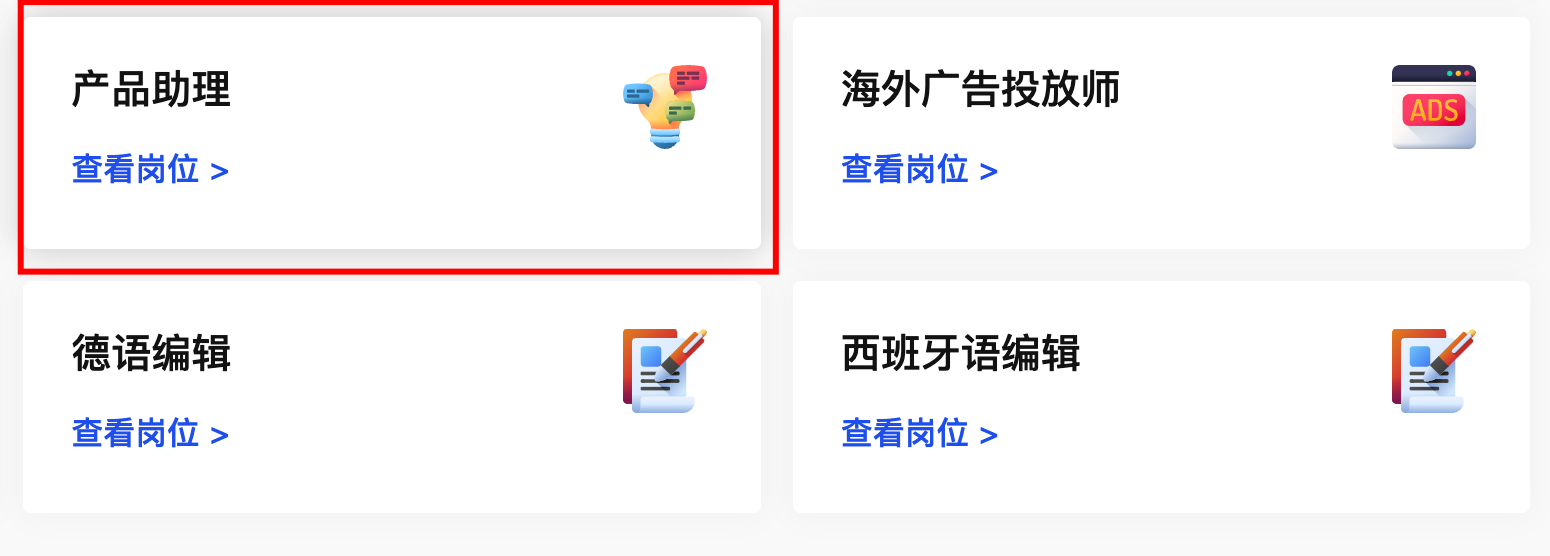 产品助理
查看岗位 >
海外广告投放师
ADS
查看岗位 >
德语编辑
查看岗位 >
西班牙语编辑
查看岗位 >